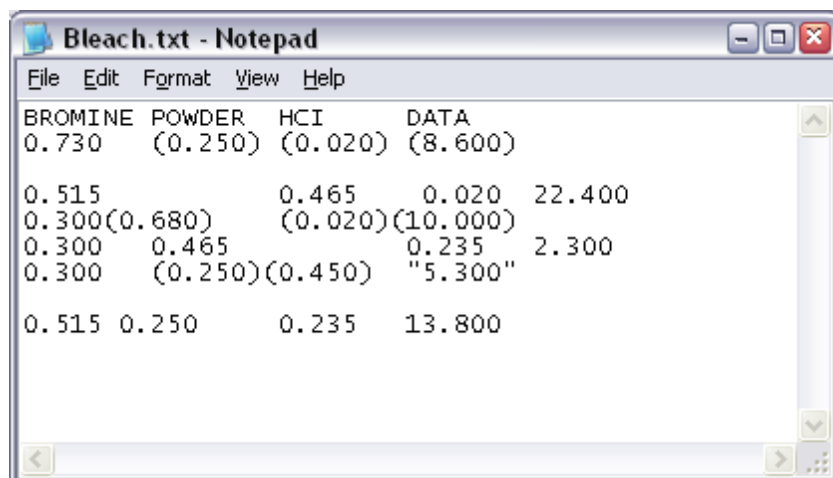 Bleach.txt - Notepad
File Edit Format View Help
BROMINE POWDER HCI DATA
0.730 (0.250) (0.020) (8.600)
0.515 0.465 0.020 22.400
0.300(0.680) (0.020)(10.000)
0.300 0.465 0.235 2.300
0.300 (0.250)(0.450) "5.300"
0.515 0.250 0.235 13.800